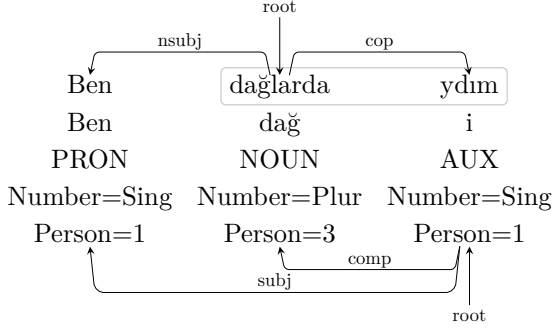 root
nsubj cop
Ben dağlarda ydım
Ben dağ i
PRON NOUN AUX
Number=Sing Number=Plur Number=Sing
Person=1 Person=3 Person=1
comp
subj
root